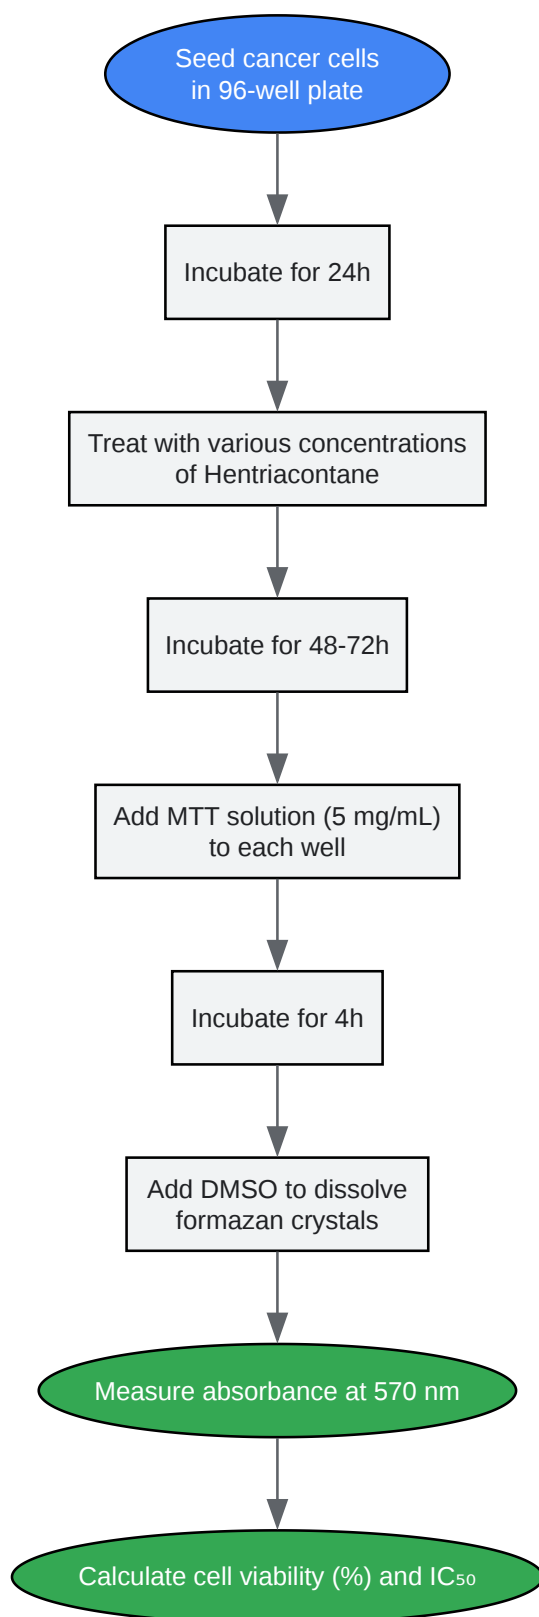 Seed cancer cells
in 96-well plate
Incubate for 24h
Treat with various concentrations
of Hentriacontane
Incubate for 48-72h
Add MTT solution (5 mg/mL)
to each well
Incubate for 4h
Add DMSO to dissolve
formazan crystals
Measure absorbance at 570 nm
Calculate cell viability (%) and IC₅₀